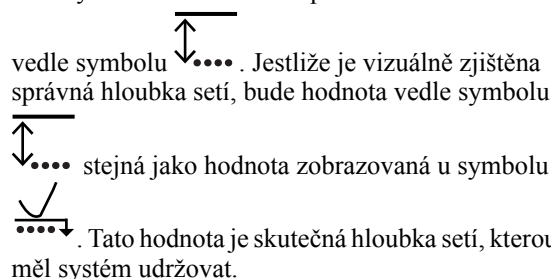 vedle symbolu . Jestliže je vizuálně zjištěna
správná hloubka setí, bude hodnota vedle symbolu
stejná jako hodnota zobrazovaná u symbolu
. Tato hodnota je skutečná hloubka setí, kterou
měl systém udržovat.